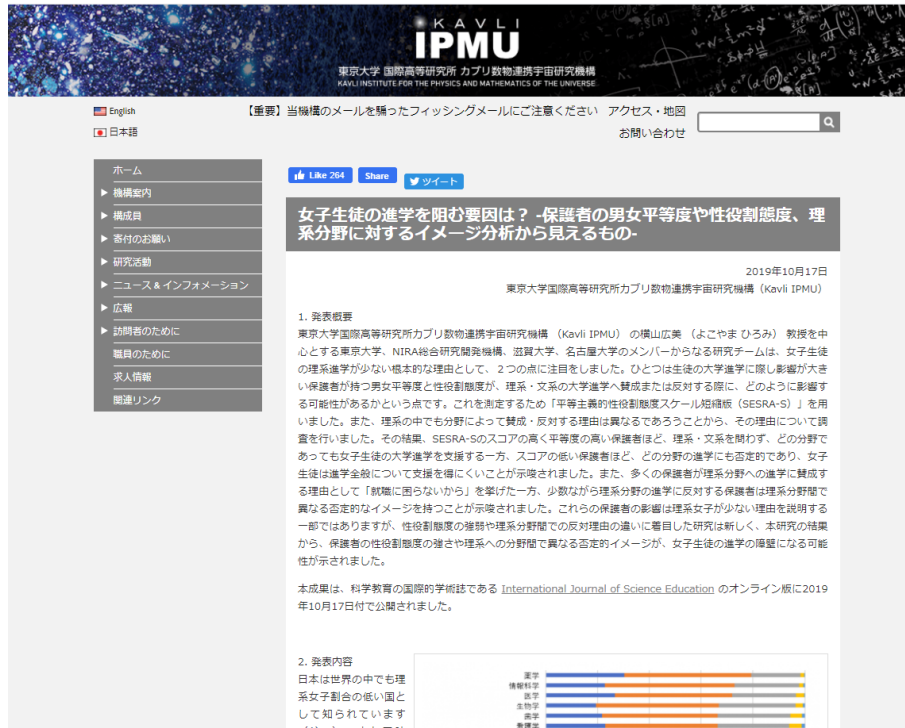 KAVLI
IPMU
東京大学 国際高等研究所 カブリ数物連携宇宙研究機構
KAVLI INSTITUTE FOR THE PHYSICS AND MATHEMATICS OF THE UNIVERSE
English
日本語
【重要】当機構のメールを騙ったフィッシングメールにご注意ください アクセス・地図
お問い合わせ
ホーム
機構案内
構成員
寄付のお願い
研究活動
ニュース & インフォメーション
広報
訪問者のために
職員のために
求人情報
関連リンク
Like 264 Share ツイート
女子生徒の進学を阻む要因は? -保護者の男女平等度や性役割態度、理
系分野に対するイメージ分析から見えるもの-
2019年10月17日
東京大学国際高等研究所カブリ数物連携宇宙研究機構(Kavli IPMU)
1. 発表概要
東京大学国際高等研究所カブリ数物連携宇宙研究機構 (Kavli IPMU) の横山広美 (よこやま ひろみ) 教授を中
心とする東京大学、NIRA総合研究開発機構、滋賀大学、名古屋大学のメンバーからなる研究チームは、女子生徒
の理系進学が少ない根本的な理由として、2つの点に注目をしました。ひとつは生徒の大学進学に際し影響が大き
い保護者が持つ男女平等度と性役割態度が、理系・文系の大学進学へ賛成または反対する際に、どのように影響す
る可能性があるかという点です。これを測定するため「平等主義的性役割態度スケール短縮版(SESRA-S)」を用
いました。また、理系の中でも分野によって賛成・反対する理由は異なるであろうことから、その理由について調
査を行いました。その結果、SESRA-Sのスコアの高く平等度の高い保護者ほど、理系・文系を問わず、どの分野で
あっても女子生徒の大学進学を支援する一方、スコアの低い保護者ほど、どの分野の進学にも否定的であり、女子
生徒は進学全般について支援を得にくいことが示唆されました。また、多くの保護者が理系分野への進学に賛成す
る理由として「就職に困らないから」を挙げた一方、少数ながら理系分野の進学に反対する保護者は理系分野間で
異なる否定的なイメージを持つことが示唆されました。これらの保護者の影響は理系女子が少ない理由を説明する
一部ではありますが、性役割態度の強弱や理系分野間での反対理由の違いに着目した研究は新しく、本研究の結果
から、保護者の性役割態度の強さや理系への分野間で異なる否定的イメージが、女子生徒の進学の障壁になる可能
性が示されました。
本成果は、科学教育の国際的学術誌である International Journal of Science Education のオンライン版に2019
年10月17日付で公開されました。
2. 発表内容
日本は世界の中でも理
系女子割合の低い国と
して知られています
薬学
情報科学
医学
生物学
歯学
看護学